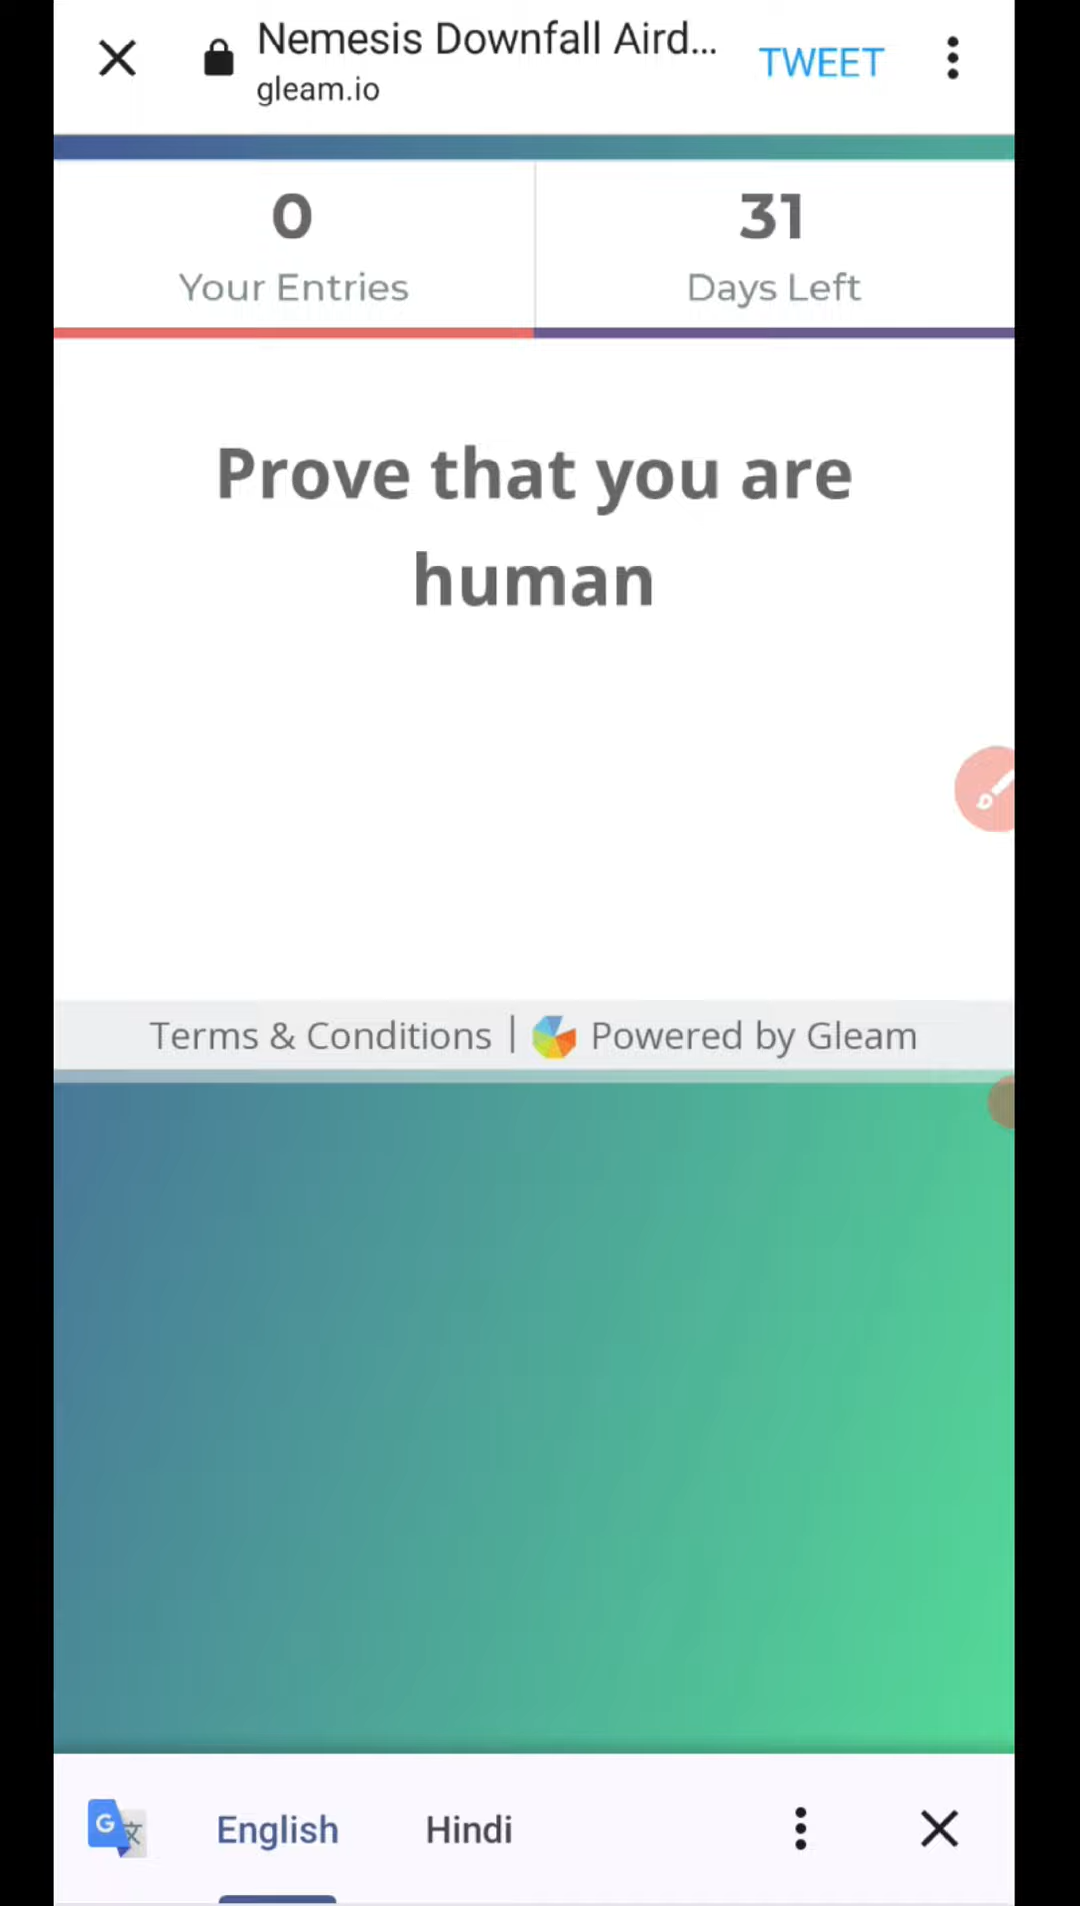 Nemesis Downfall Aird...
gleam.io
TWEET
0
Your Entries
31
Days Left
Prove that you are
human
Terms & Conditions | Powered by Gleam
G 文
English
Hindi